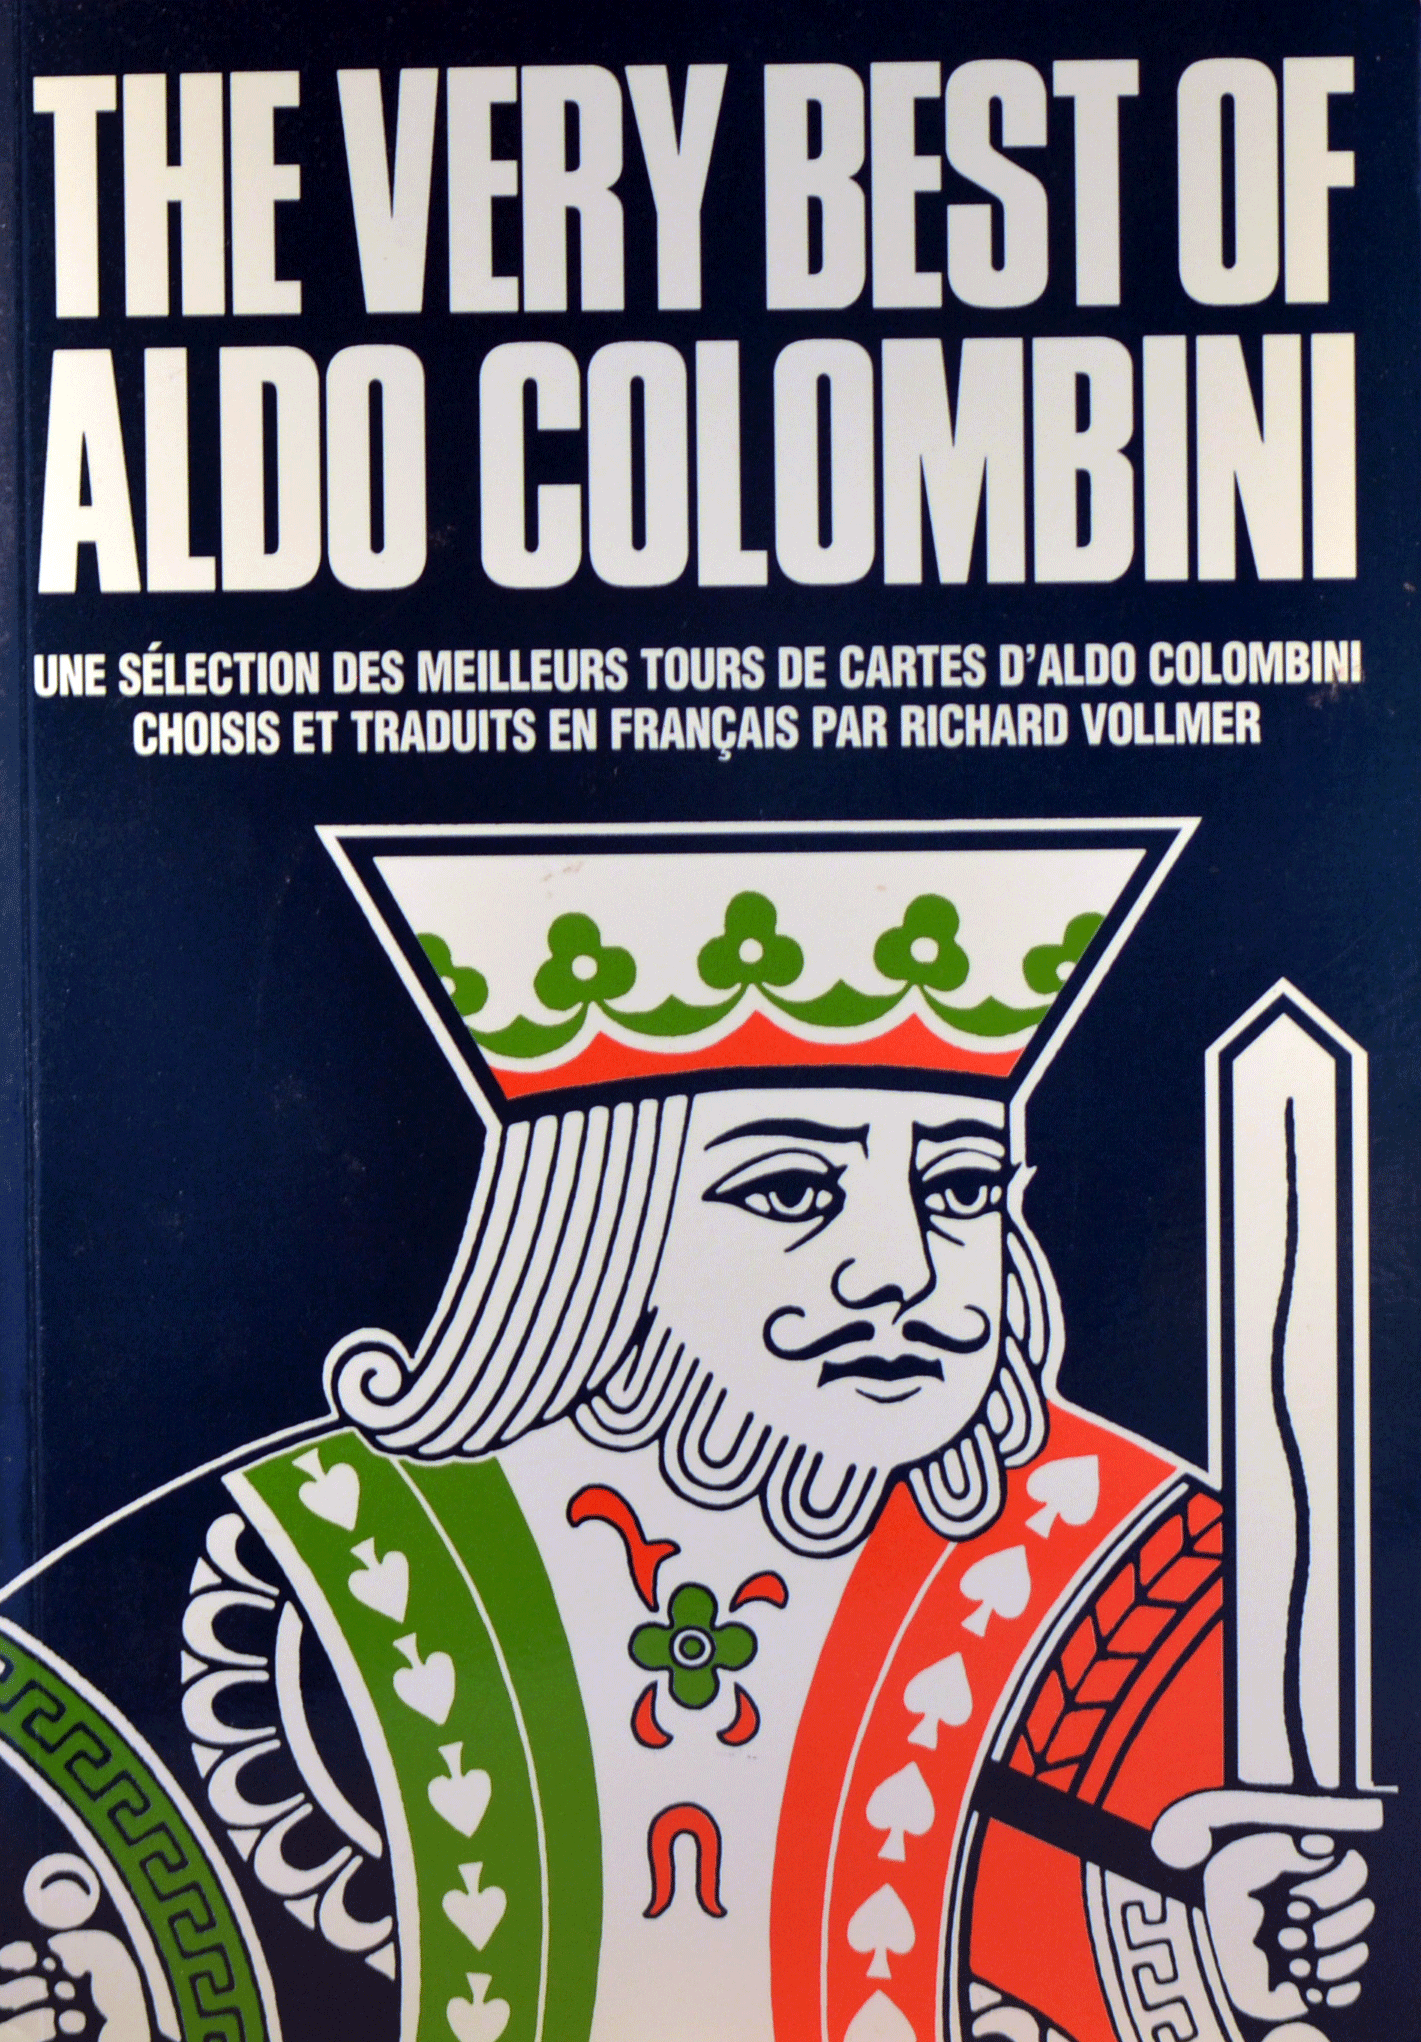 THE VERY BEST OF
ALDO COLOMBINI
UNE SÉLECTION DES MEILLEURS TOURS DE CARTES D'ALDO COLOMBINI
CHOISIS ET TRADUITS EN FRANÇAIS PAR RICHARD VOLLMER